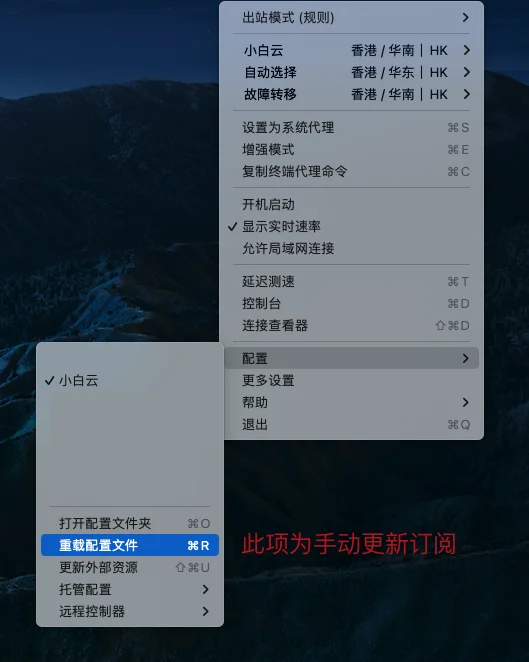 出站模式 (规则)
小白云 香港 / 华南 | HK
自动选择 香港 / 华东 | HK
故障转移 香港 / 华南 | HK
设置为系统代理 ⌘S
增强模式 ⌘E
复制终端代理命令 ⌘C
开机启动
✓ 显示实时速率
允许局域网连接
延迟测速 ⌘T
控制台 ⌘D
连接查看器 ⇧⌘D
配置
更多设置
帮助
退出 ⌘Q
✓ 小白云
打开配置文件夹 ⌘O
重载配置文件 ⌘R
更新外部资源 ⇧⌘U
托管配置
远程控制器
此项为手动更新订阅